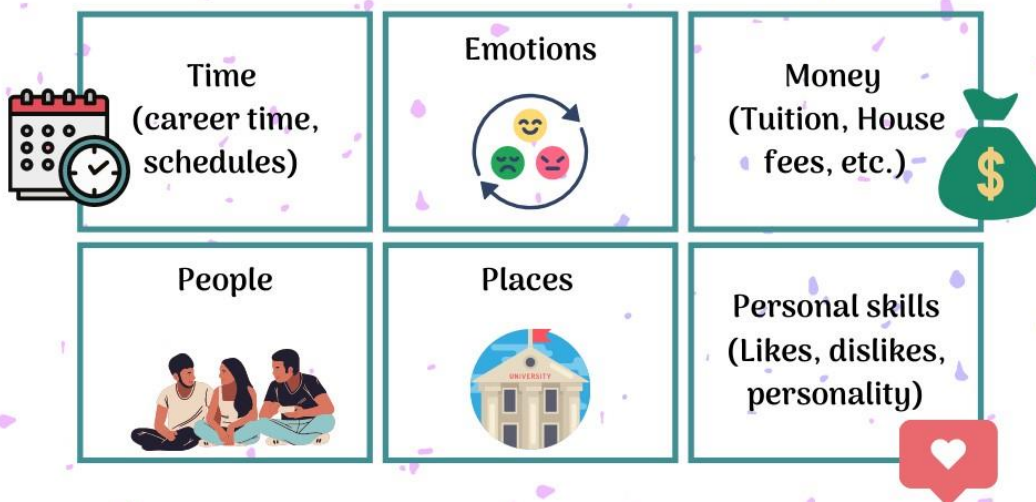 Time
(career time,
schedules)
Emotions
Money
(Tuition, House
fees, etc.)
$
People
Places
UNIVERSITY
Personal skills
(Likes, dislikes,
personality)